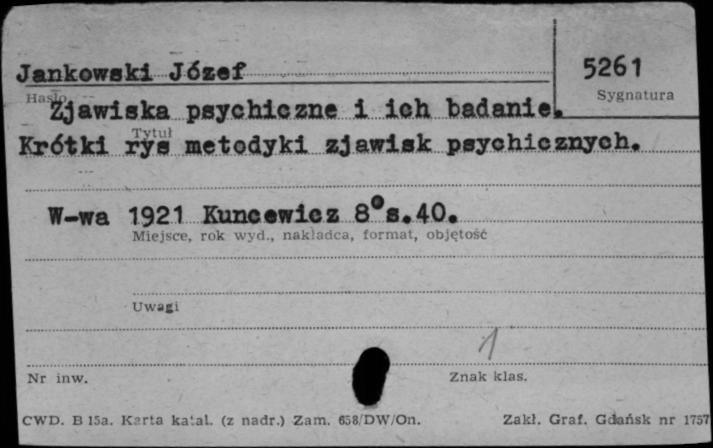 Jankowski Józef 5261
Hasło Sygnatura
Zjawiska psychiczne i ich badanie.
Tytuł
Krótki rys metodyki zjawisk psychicznych.
W-wa 1921 Kuncewicz 8°s.40.
Miejsce, rok wyd., nakładca, format, objętość
Uwagi
1
Nr inw. Znak klas.
CWD. B 15a. Karta katal. (z nadr.) Zam. 658/DW/On. Zakł. Graf. Gdańsk nr 1757